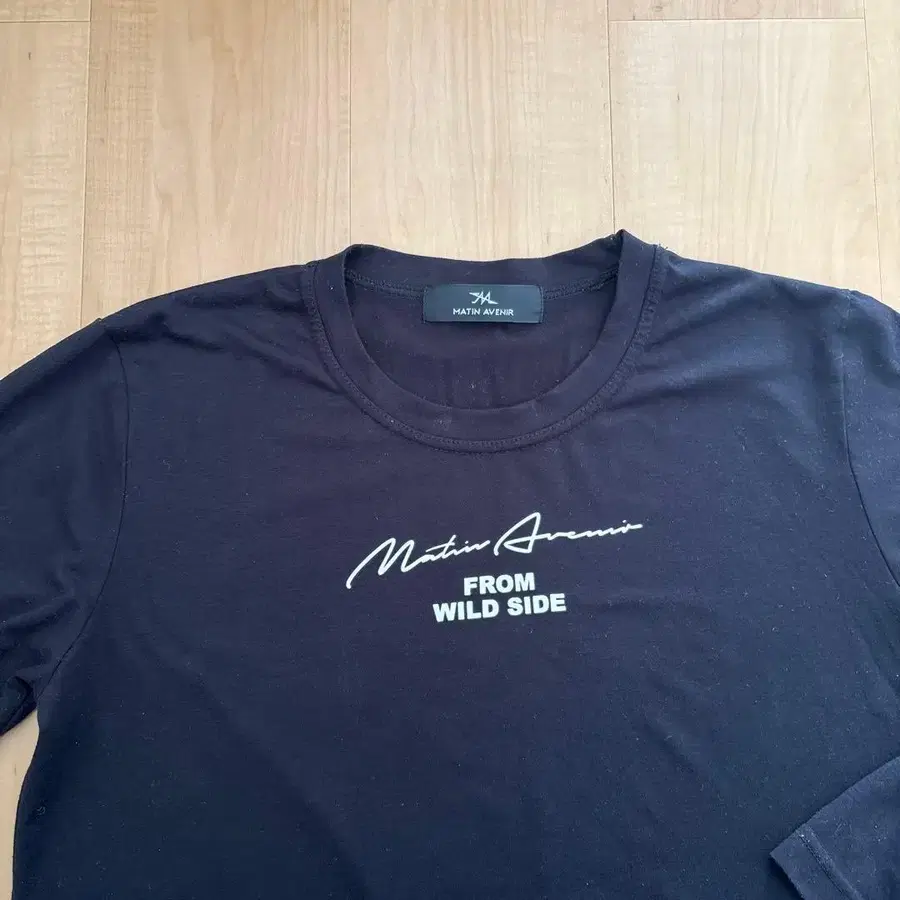 MATIN AVENIR
Matin Avenir
FROM
WILD SIDE